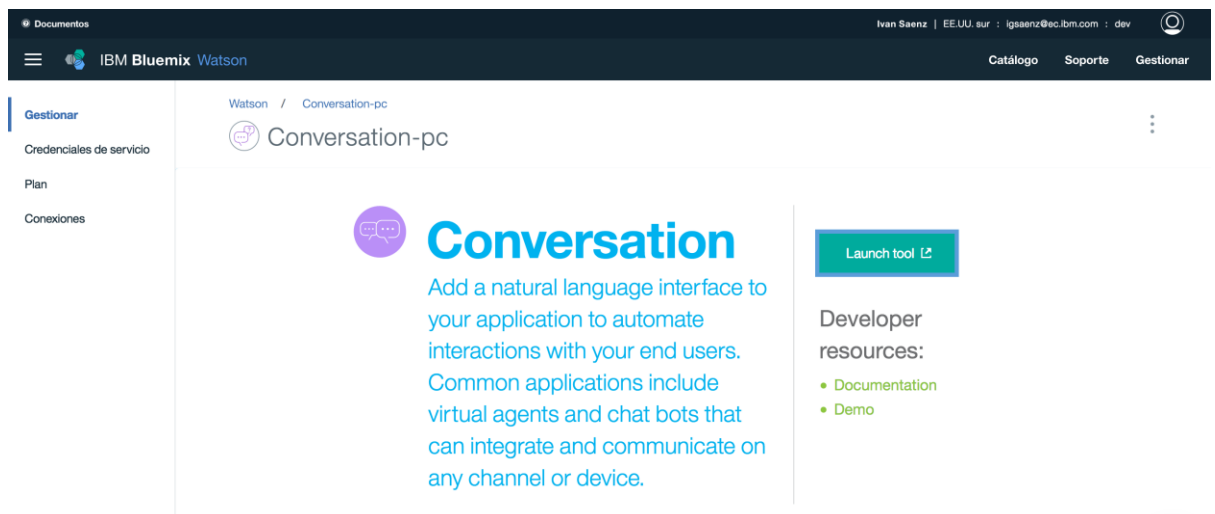 Documentos
Ivan Saenz | EE.UU. sur : igsaenz@ec.ibm.com : dev
IBM Bluemix Watson
Catálogo Soporte Gestionar
Gestionar
Credenciales de servicio
Plan
Conexiones
Watson / Conversation-pc
Conversation-pc
Conversation
Add a natural language interface to
your application to automate
interactions with your end users.
Common applications include
virtual agents and chat bots that
can integrate and communicate on
any channel or device.
Launch tool
Developer
resources:
• Documentation
• Demo